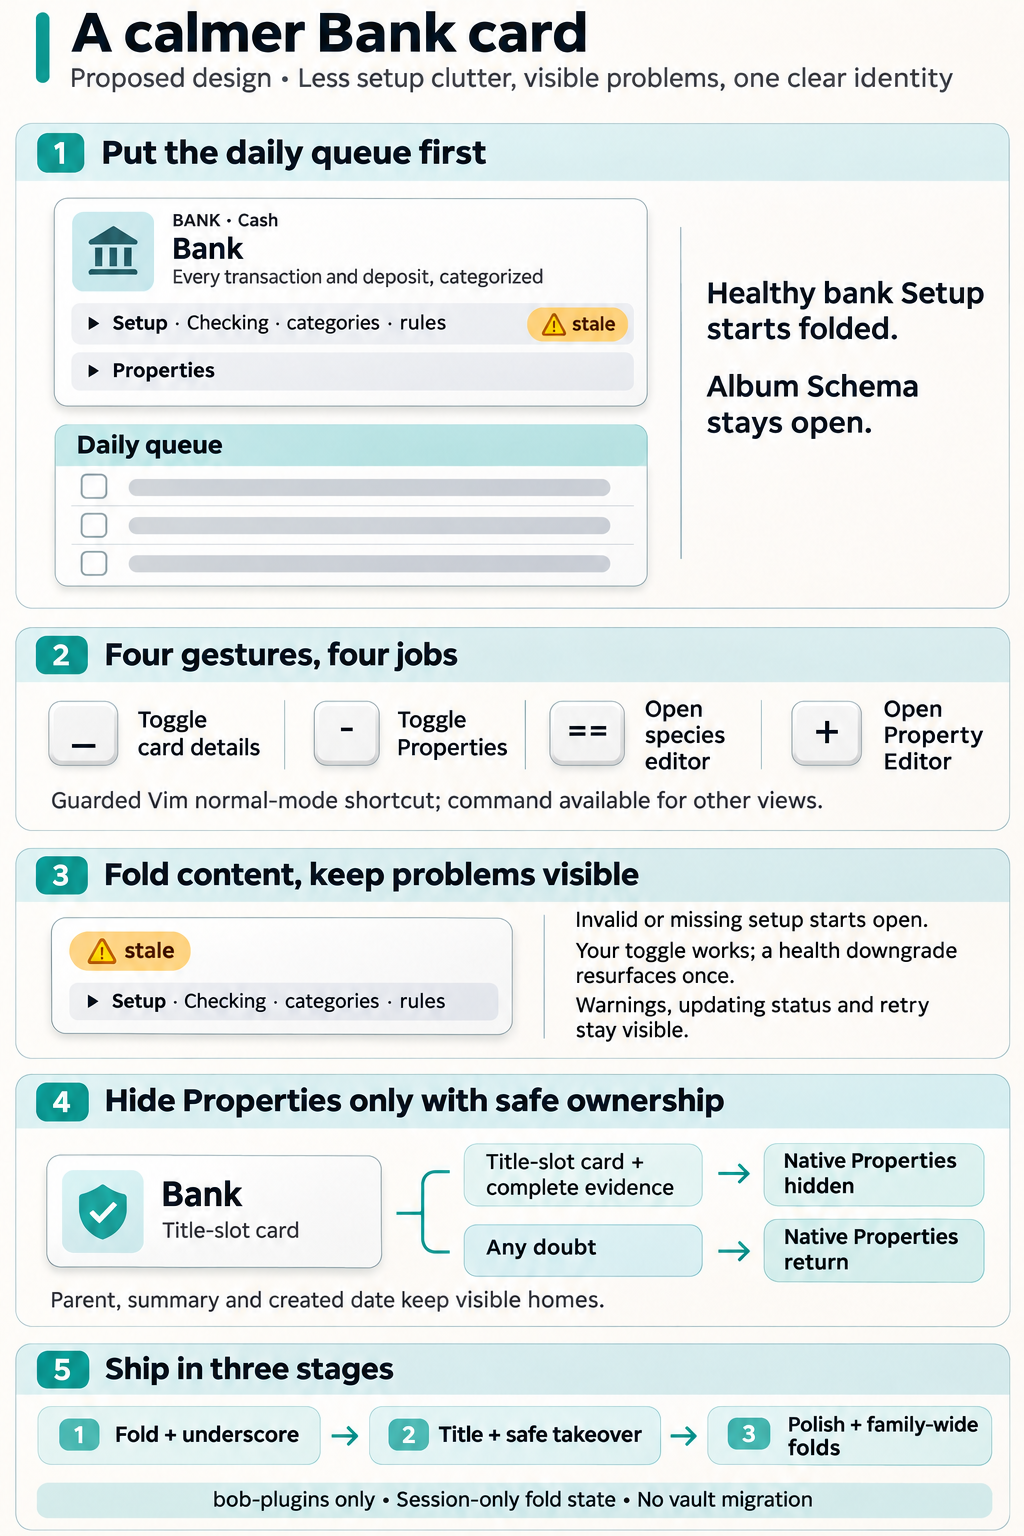 A calmer Bank card
Proposed design • Less setup clutter, visible problems, one clear identity
1 Put the daily queue first
BANK · Cash
Bank
Every transaction and deposit, categorized
Setup · Checking · categories · rules
stale
Properties
Daily queue
Healthy bank Setup
starts folded.
Album Schema
stays open.
2 Four gestures, four jobs
_
Toggle
card details
-
Toggle
Properties
==
Open
species
editor
+
Open
Property
Editor
Guarded Vim normal-mode shortcut; command available for other views.
3 Fold content, keep problems visible
stale
Setup · Checking · categories · rules
Invalid or missing setup starts open.
Your toggle works; a health downgrade
resurfaces once.
Warnings, updating status and retry
stay visible.
4 Hide Properties only with safe ownership
Bank
Title-slot card
Title-slot card +
complete evidence
Native Properties
hidden
Any doubt
Native Properties
return
Parent, summary and created date keep visible homes.
5 Ship in three stages
1 Fold + underscore
2 Title + safe takeover
3 Polish + family-wide
folds
bob-plugins only • Session-only fold state • No vault migration